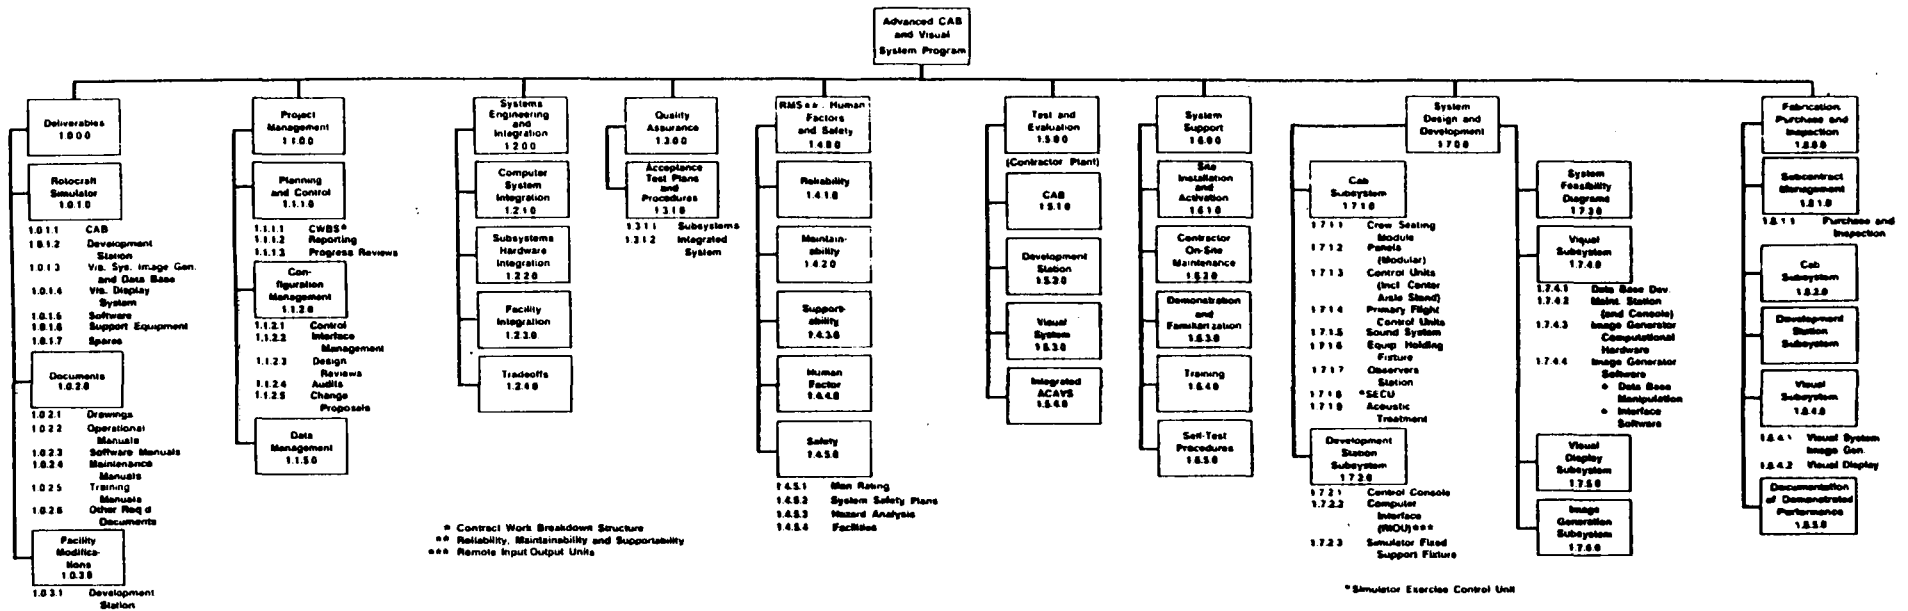 Advanced CAB
and Visual
System Program
Deliverables
1.0.0.0
Rotocraft
Simulator
1.0.1.0
1.0.1.1 CAB
1.0.1.2 Development
Station
1.0.1.3 Vis. Sys. Image Gen.
and Data Base
1.0.1.4 Vis. Display
System
1.0.1.5 Software
1.0.1.6 Support Equipment
1.0.1.7 Spares
Documents
1.0.2.0
1.0.2.1 Drawings
1.0.2.2 Operational
Manuals
1.0.2.3 Software Manuals
1.0.2.4 Maintenance
Manuals
1.0.2.5 Training
Manuals
1.0.2.6 Other Req'd
Documents
Facility
Modifica-
tions
1.0.3.0
1.0.3.1 Development
Station
Project
Management
1.1.0.0
Planning
and Control
1.1.1.0
1.1.1.1 CWBS*
1.1.1.2 Reporting
1.1.1.3 Progress Reviews
Con-
figuration
Management
1.1.2.0
1.1.2.1 Control
1.1.2.2 Interface
Management
1.1.2.3 Design
Reviews
1.1.2.4 Audits
1.1.2.5 Change
Proposals
Data
Management
1.1.5.0
Systems
Engineering
and
Integration
1.2.0.0
Computer
System
Integration
1.2.1.0
Subsystems
Hardware
Integration
1.2.2.0
Facility
Integration
1.2.3.0
Tradeoffs
1.2.4.0
Quality
Assurance
1.3.0.0
Acceptance
Test Plans
and
Procedures
1.3.1.0
1.3.1.1 Subsystems
1.3.1.2 Integrated
System
RMS**, Human
Factors
and Safety
1.4.0.0
Reliability
1.4.1.0
Maintain-
ability
1.4.2.0
Support-
ability
1.4.3.0
Human
Factor
1.4.4.0
Safety
1.4.5.0
1.4.5.1 Man Rating
1.4.5.2 System Safety Plans
1.4.5.3 Hazard Analysis
1.4.5.4 Facilities
Test and
Evaluation
1.5.0.0
(Contractor Plant)
CAB
1.5.1.0
Development
Station
1.5.2.0
Visual
System
1.5.3.0
Integrated
ACAVS
1.5.4.0
System
Support
1.6.0.0
Site
Installation
and
Activation
1.6.1.0
Contractor
On-Site
Maintenance
1.6.2.0
Demonstration
and
Familiarization
1.6.3.0
Training
1.6.4.0
Self-Test
Procedures
1.6.5.0
System
Design and
Development
1.7.0.0
Cab
Subsystem
1.7.1.0
1.7.1.1 Crew Seating
Module
1.7.1.2 Panels
(Modular)
1.7.1.3 Control Units
(Incl. Center
Aisle Stand)
1.7.1.4 Primary Flight
Control Units
1.7.1.5 Sound System
1.7.1.6 Equip Holding
Fixture
1.7.1.7 Observers
Station
1.7.1.8 *SECU
1.7.1.9 Acoustic
Treatment
Development
Station
Subsystem
1.7.2.0
1.7.2.1 Control Console
1.7.2.2 Computer
Interface
(RIOU)***
1.7.2.3 Simulator Fixed
Support Fixture
System
Feasibility
Diagrams
1.7.3.0
Visual
Subsystem
1.7.4.0
1.7.4.1 Data Base Dev.
1.7.4.2 Maint. Station
(and Console)
1.7.4.3 Image Generator
Computational
Hardware
1.7.4.4 Image Generator
Software
• Data Base
Manipulation
• Interface
Software
Visual
Display
Subsystem
1.7.5.0
Image
Generation
Subsystem
1.7.6.0
Fabrication
Purchase and
Inspection
1.8.0.0
Subcontract
Management
1.8.1.0
1.8.1.1 Purchase and
Inspection
Cab
Subsystem
1.8.2.0
Development
Station
Subsystem
Visual
Subsystem
1.8.4.0
1.8.4.1 Visual System
Image Gen.
1.8.4.2 Visual Display
Documentation
of Demonstrated
Performance
1.8.5.0
* Contract Work Breakdown Structure
** Reliability, Maintainability and Supportability
*** Remote Input Output Units
*Simulator Exercise Control Unit